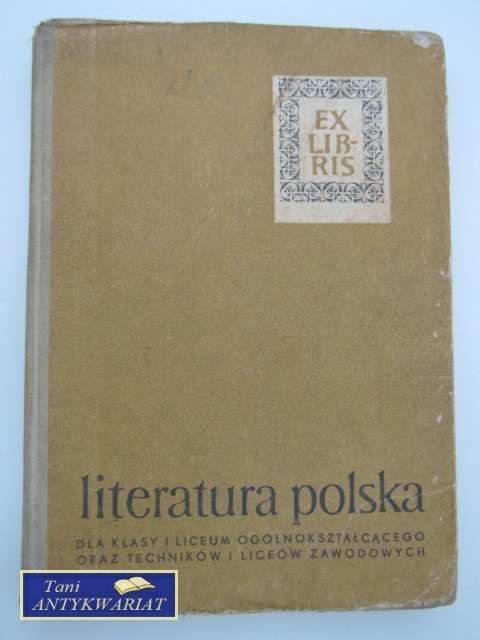 EX
LIB-
RIS
literatura polska
DLA KLASY I LICEUM OGÓLNOKSZTAŁCĄCEGO
ORAZ TECHNIKÓW I LICEÓW ZAWODOWYCH
Tani
ANTYKWARIAT